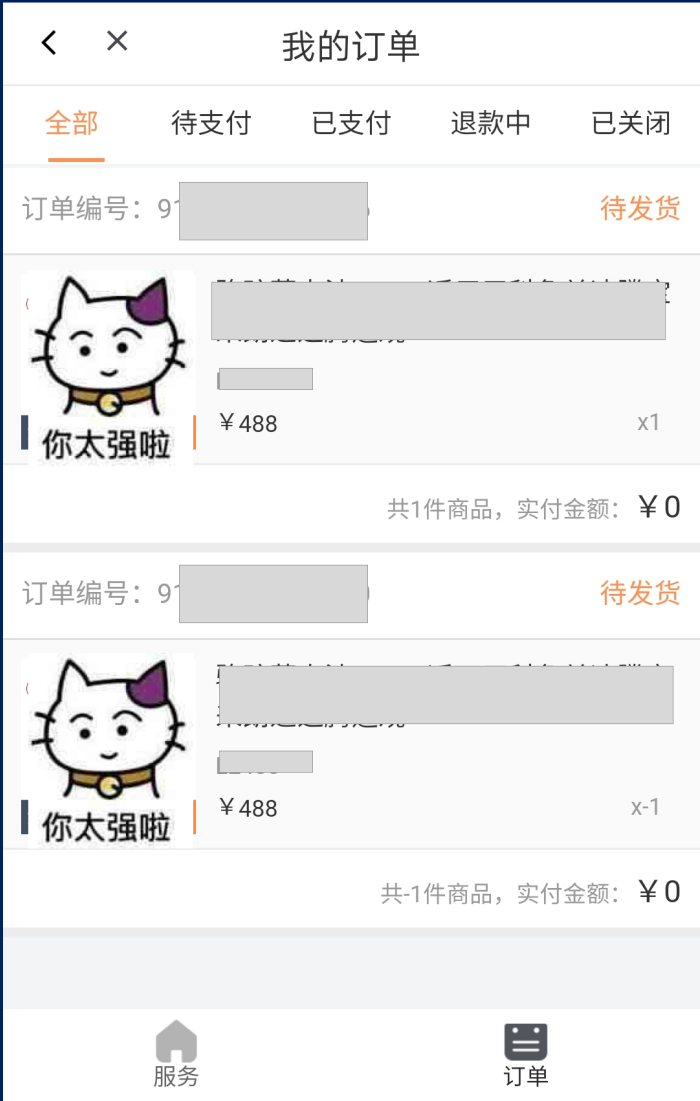 我的订单
全部 待支付 已支付 退款中 已关闭
订单编号：91 待发货
你太强啦
￥488 x1
共1件商品，实付金额：￥0
订单编号：91 待发货
你太强啦
￥488 x-1
共-1件商品，实付金额：￥0
服务 订单